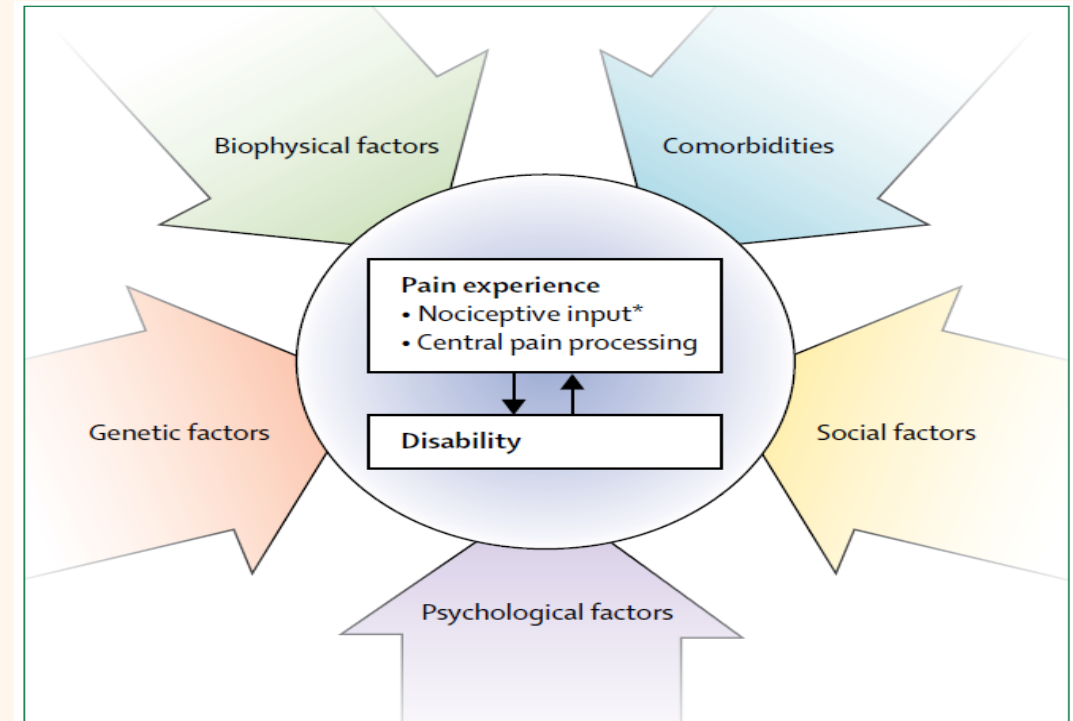 Biophysical factors
Comorbidities
Pain experience
• Nociceptive input*
• Central pain processing
Disability
Genetic factors
Social factors
Psychological factors